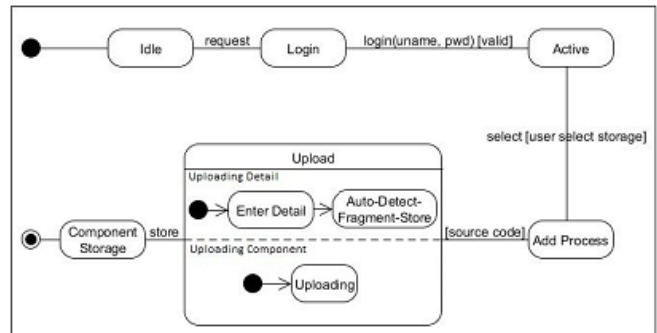 Idle
request
Login
login(uname, pwd) [valid]
Active
select [user select storage]
Upload
Uploading Detail
Enter Detail
Auto-Detect-
Fragment-Store
Component
Storage
store
[source code]
Add Process
Uploading Component
Uploading